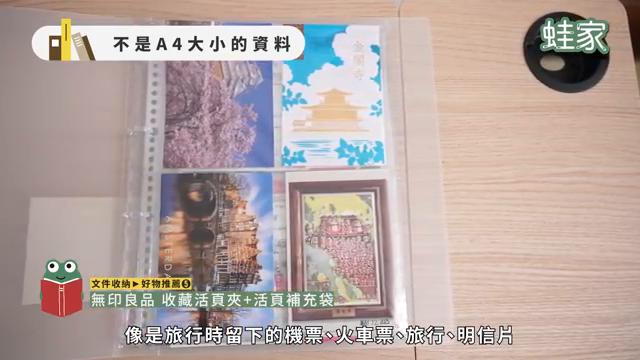 不是A4大小的資料
蛙家
金閣寺
文件收納▶好物推薦❺
無印良品 收藏活頁夾+活頁補充袋
像是旅行時留下的機票、火車票、旅行、明信片